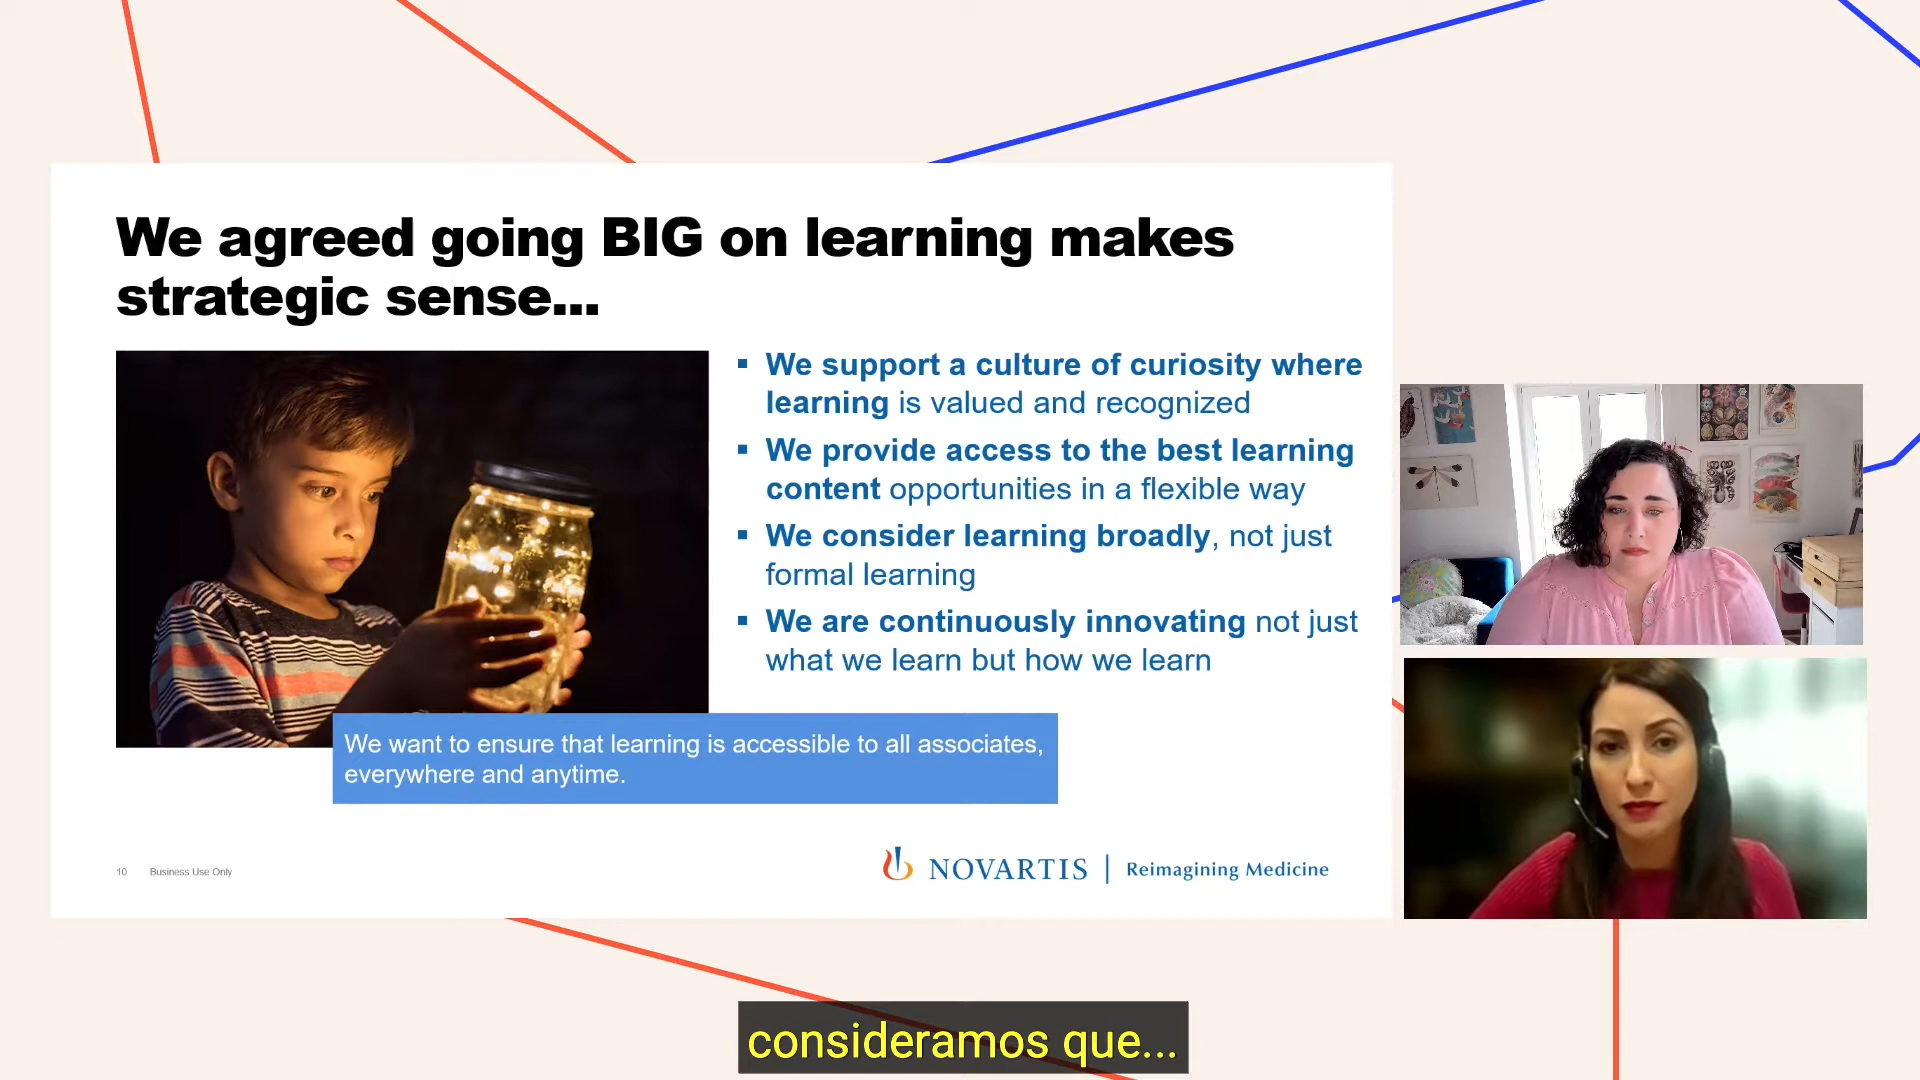 We agreed going BIG on learning makes
strategic sense...
▪ We support a culture of curiosity where
learning is valued and recognized
▪ We provide access to the best learning
content opportunities in a flexible way
▪ We consider learning broadly, not just
formal learning
▪ We are continuously innovating not just
what we learn but how we learn
We want to ensure that learning is accessible to all associates,
everywhere and anytime.
10 Business Use Only
NOVARTIS | Reimagining Medicine
consideramos que...